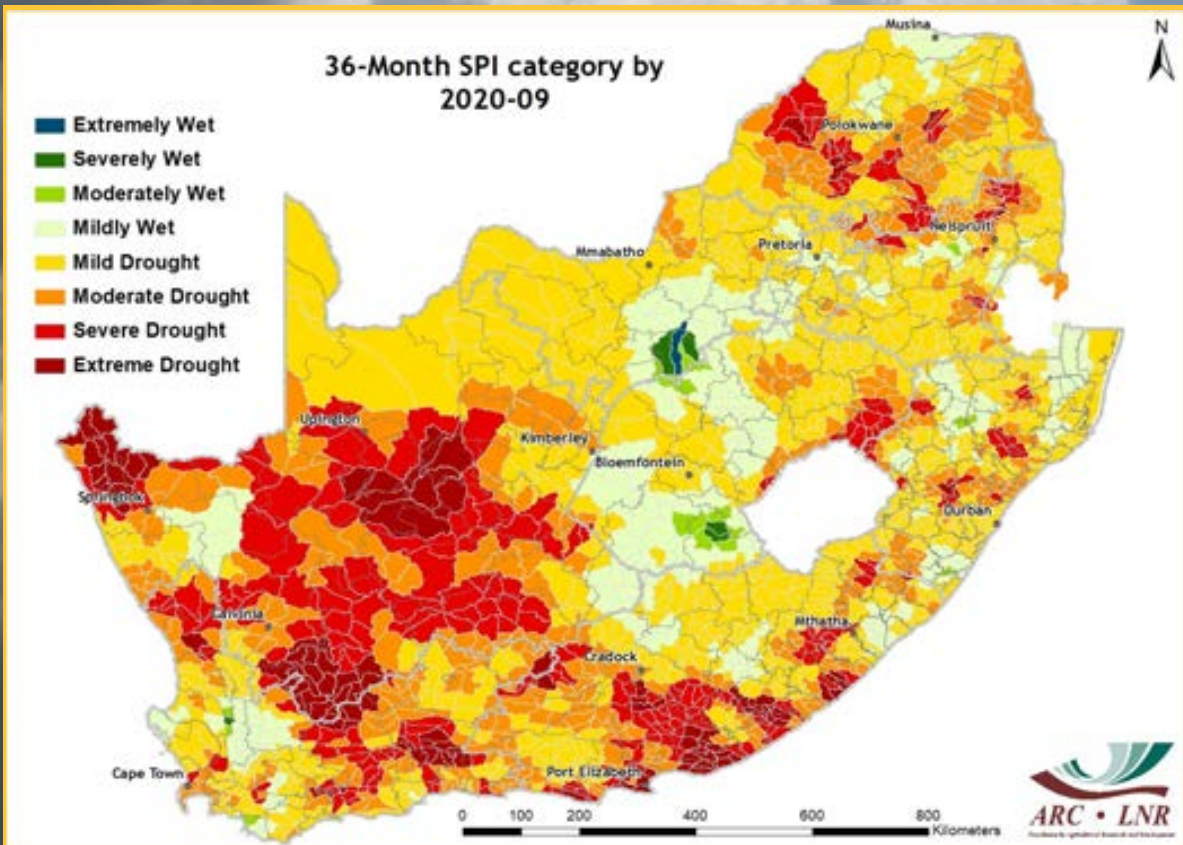 36-Month SPI category by
2020-09
N
Extremely Wet
Severely Wet
Moderately Wet
Mildly Wet
Mild Drought
Moderate Drought
Severe Drought
Extreme Drought
Musina
Polokwane
Nelspruit
Pretoria
Mmabatho
Upington
Kimberley
Bloemfontein
Springbok
Durban
Calvinia
Mthatha
Cradock
Cape Town
Port Elizabeth
0 100 200 400 600 800
Kilometers
ARC • LNR